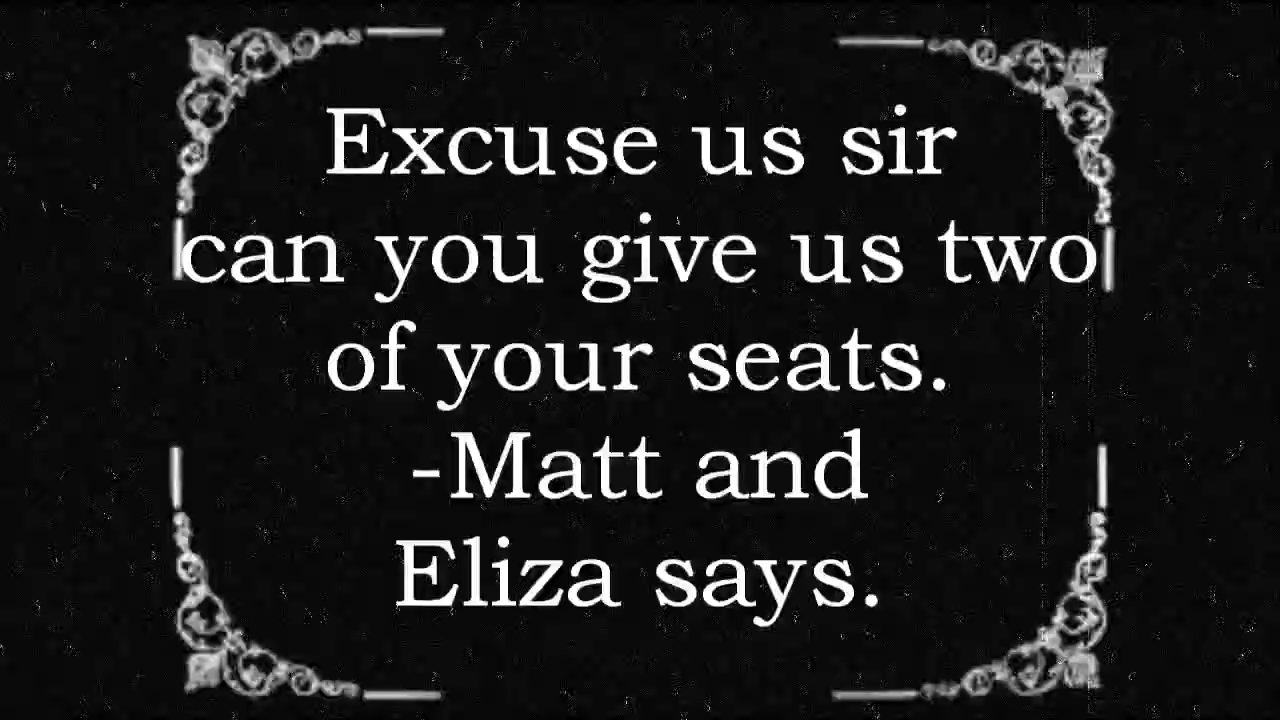 Excuse us sir
can you give us two
of your seats.
-Matt and
Eliza says.